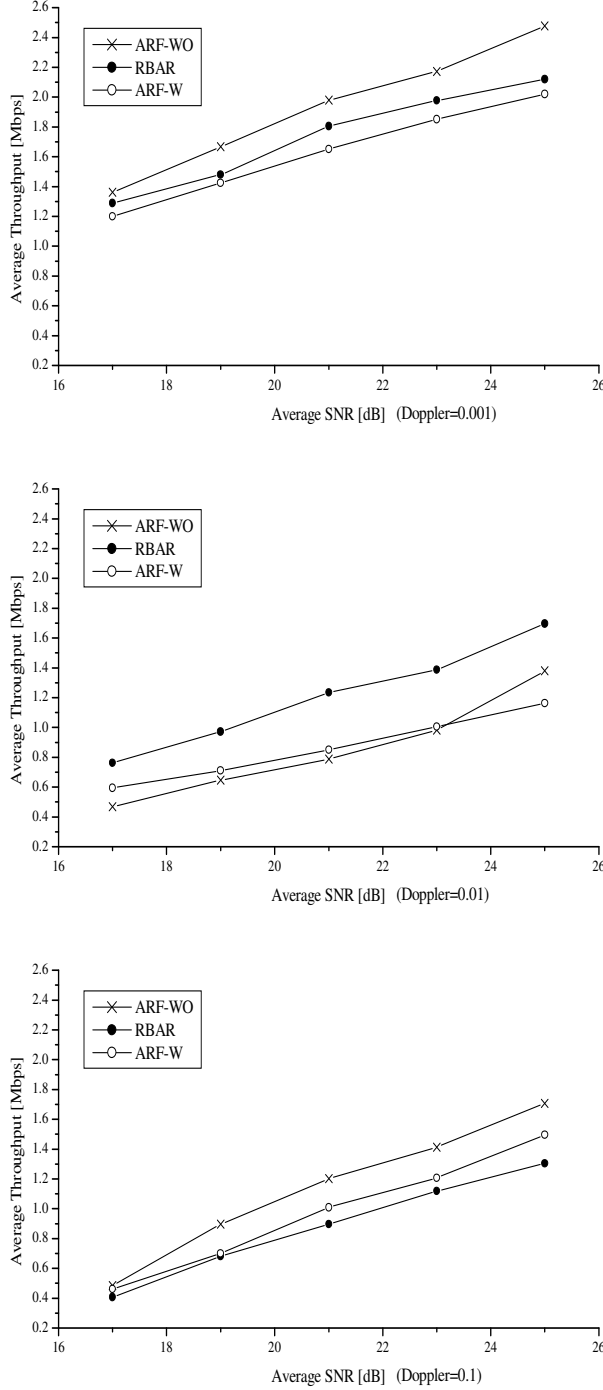 2.6
2.4
2.2
2.0
1.8
1.6
1.4
1.2
1.0
0.8
0.6
0.4
0.2
Average Throughput [Mbps]
ARF-WO
RBAR
ARF-W
16 18 20 22 24 26
Average SNR [dB] (Doppler=0.001)
2.6
2.4
2.2
2.0
1.8
1.6
1.4
1.2
1.0
0.8
0.6
0.4
0.2
Average Throughput [Mbps]
ARF-WO
RBAR
ARF-W
16 18 20 22 24 26
Average SNR [dB] (Doppler=0.01)
2.6
2.4
2.2
2.0
1.8
1.6
1.4
1.2
1.0
0.8
0.6
0.4
0.2
Average Throughput [Mbps]
ARF-WO
RBAR
ARF-W
16 18 20 22 24 26
Average SNR [dB] (Doppler=0.1)